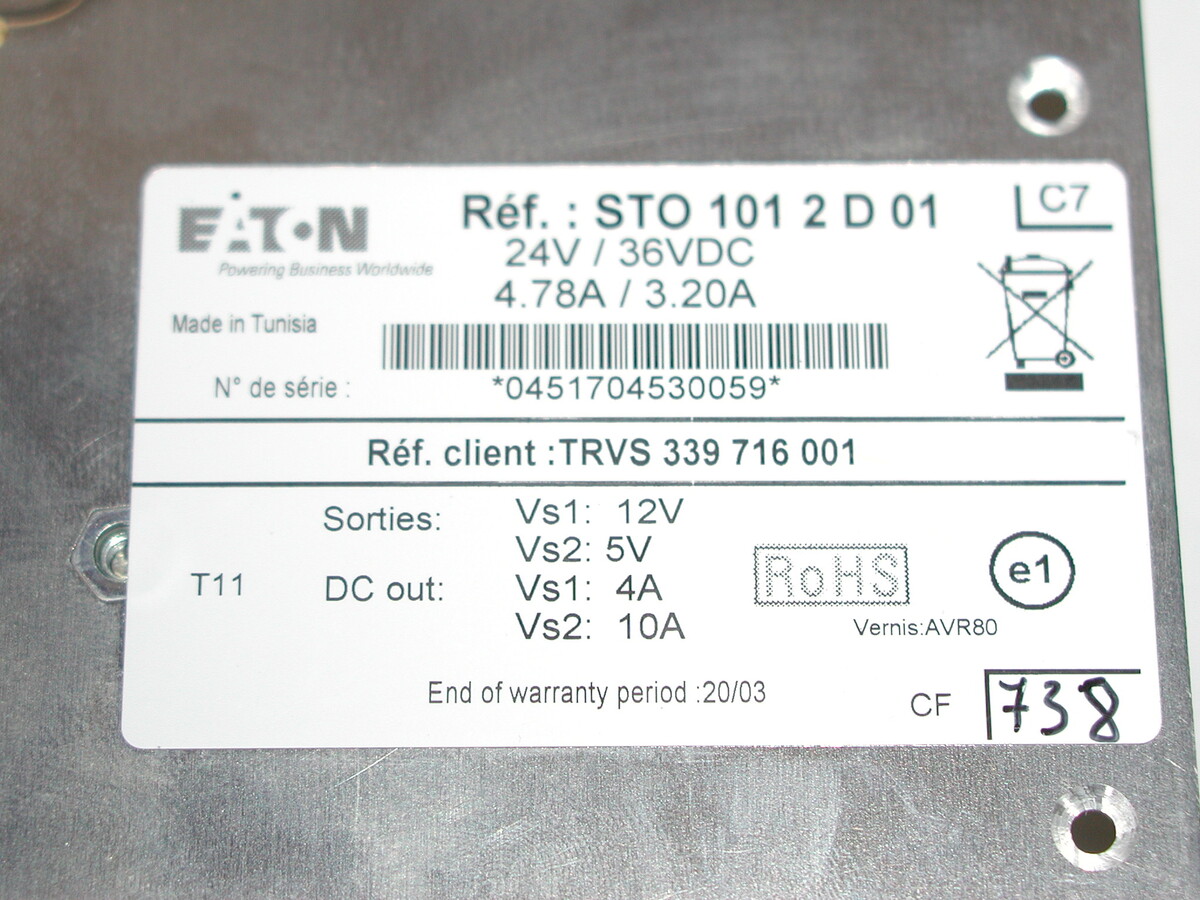 EATON
Powering Business Worldwide
Réf. : STO 101 2 D 01
C7
24V / 36VDC
4.78A / 3.20A
Made in Tunisia
N° de série :
*0451704530059*
Réf. client :TRVS 339 716 001
Sorties: Vs1: 12V
Vs2: 5V
T11
DC out: Vs1: 4A
Vs2: 10A
RoHS
e1
Vernis:AVR80
End of warranty period :20/03
CF 738